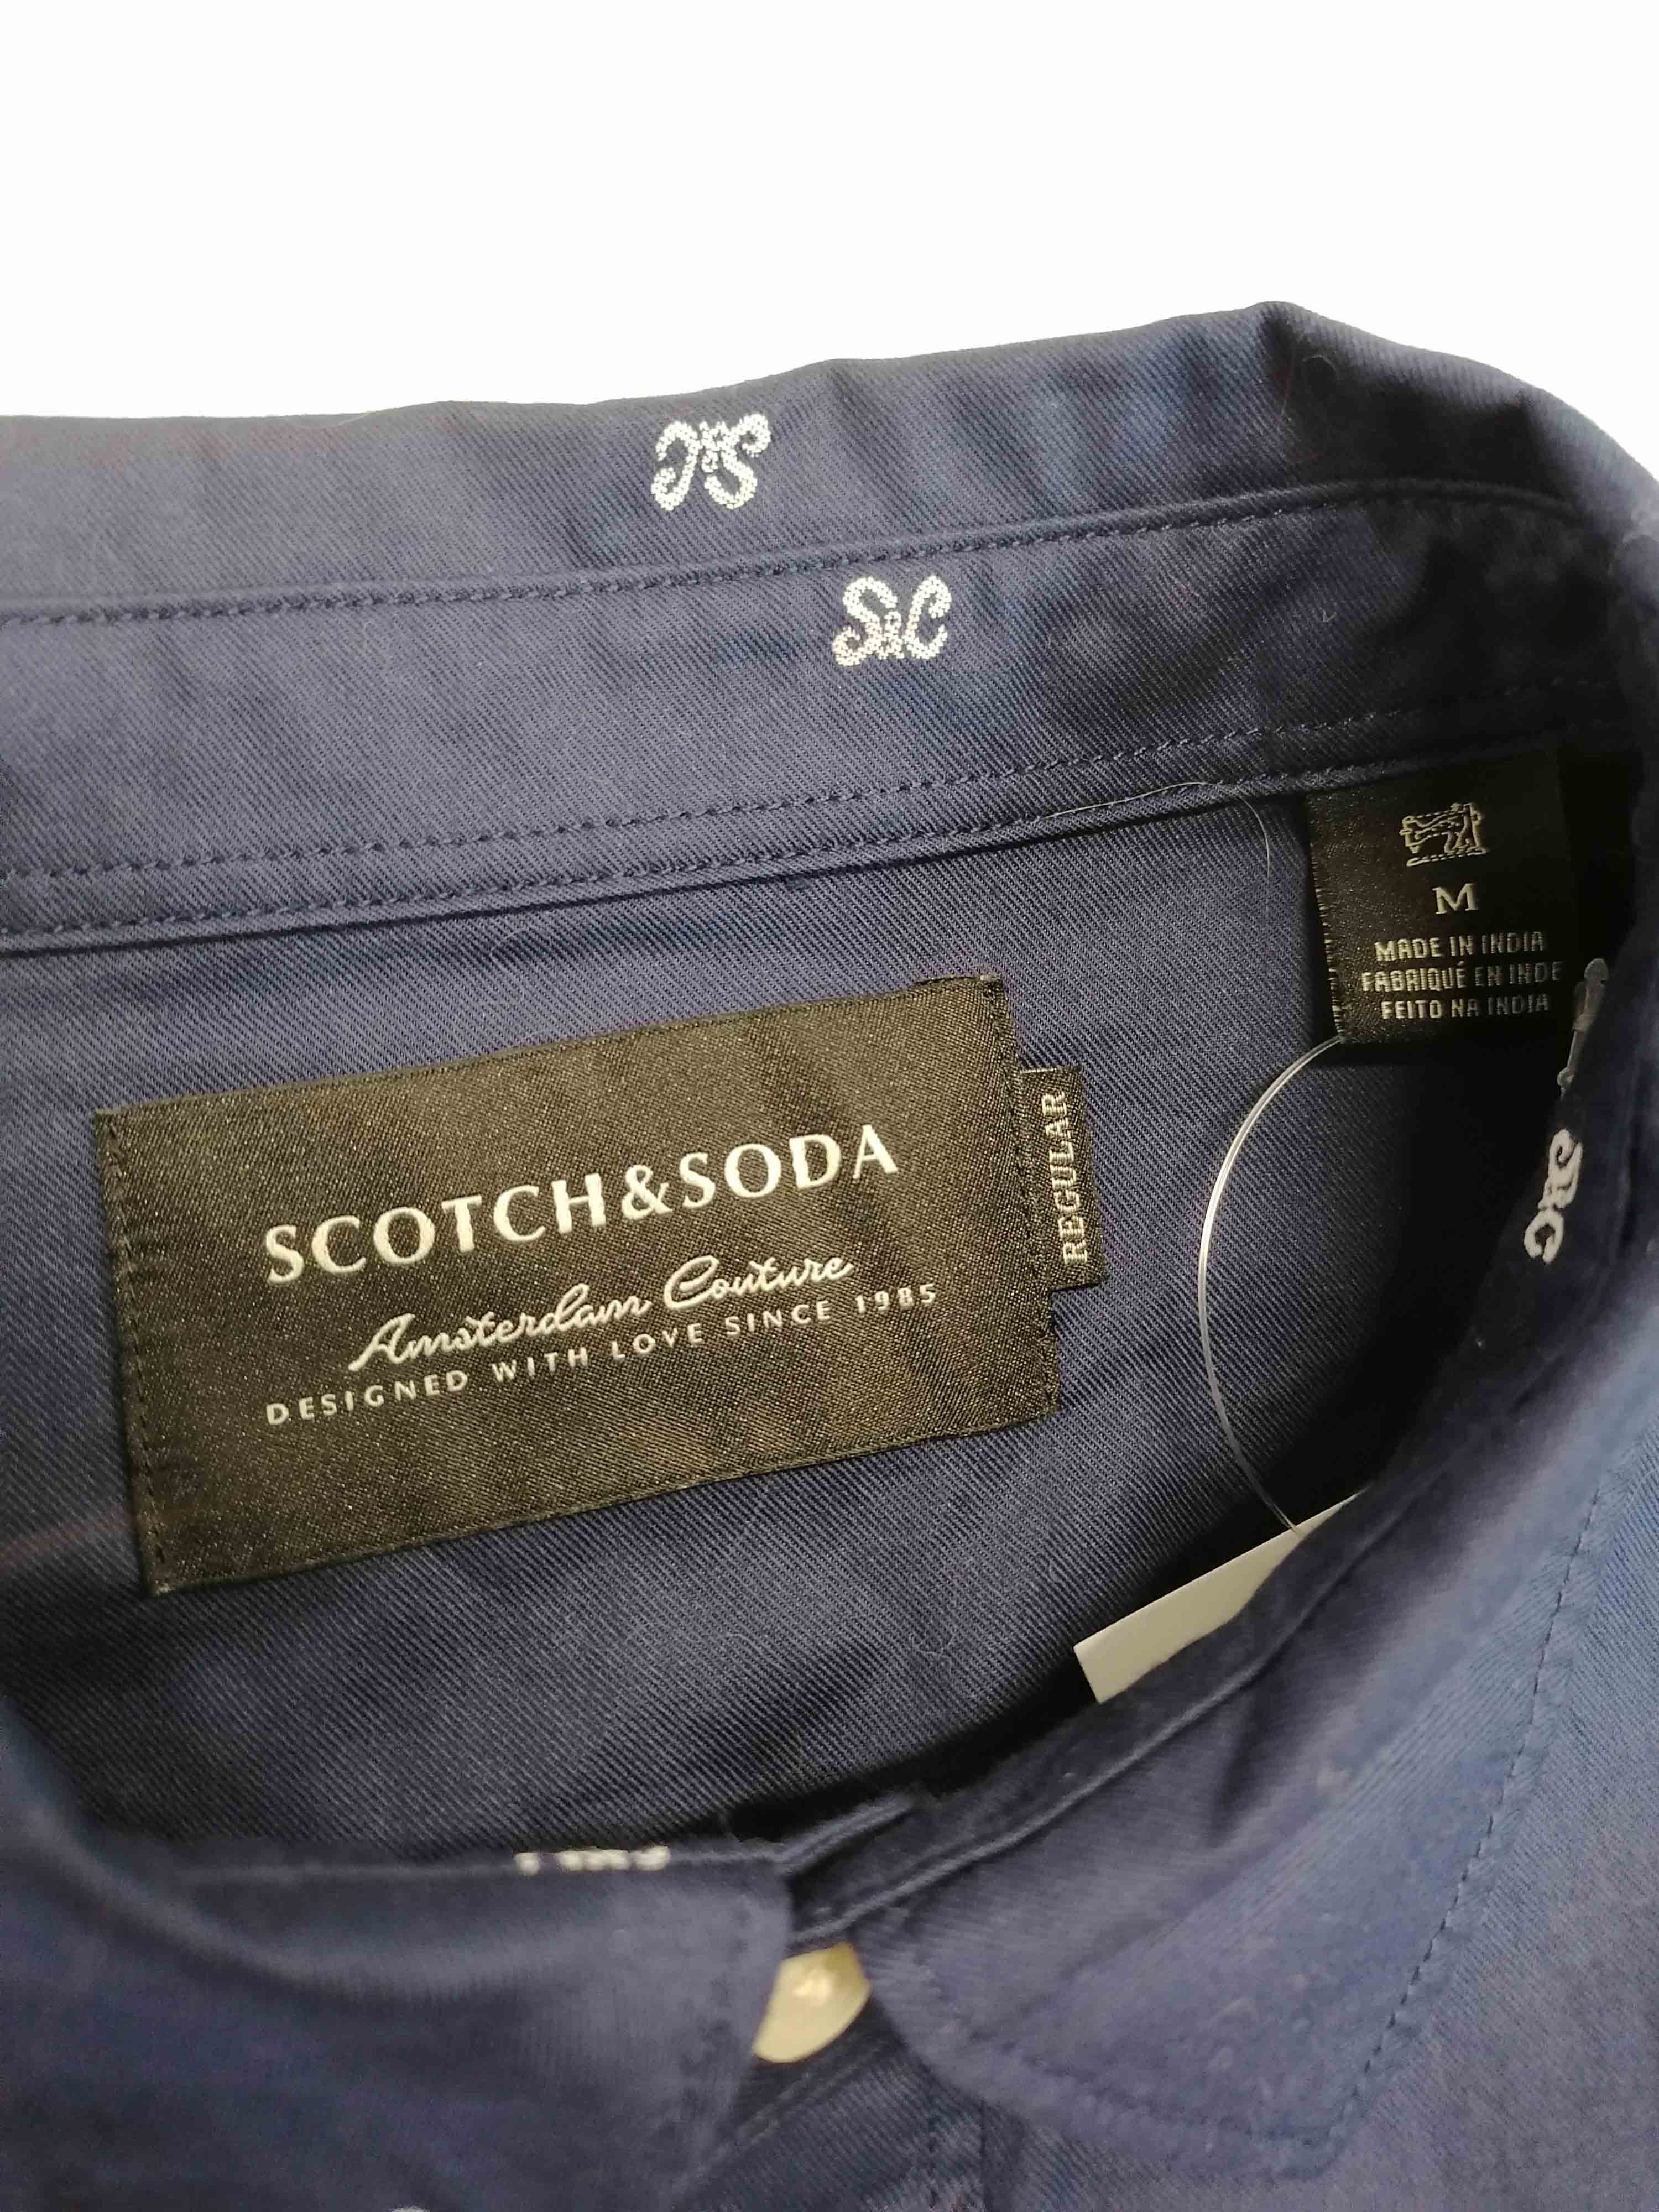 S&C
S&C
M
MADE IN INDIA
FABRIQUÉ EN INDE
FEITO NA INDIA
SCOTCH&SODA
Amsterdam Couture
DESIGNED WITH LOVE SINCE 1985
REGULAR
S&C